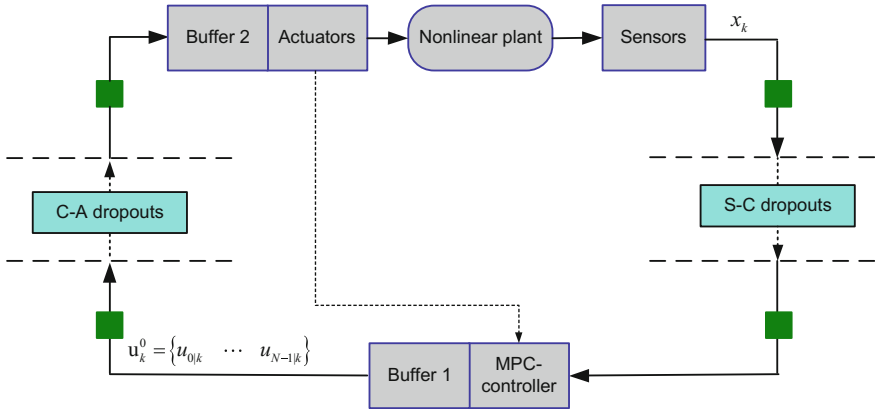 Buffer 2
Actuators
Nonlinear plant
Sensors
x_k
C-A dropouts
S-C dropouts
u_k^0 = {u_{0|k} ⋯ u_{N-1|k}}
Buffer 1
MPC-
controller